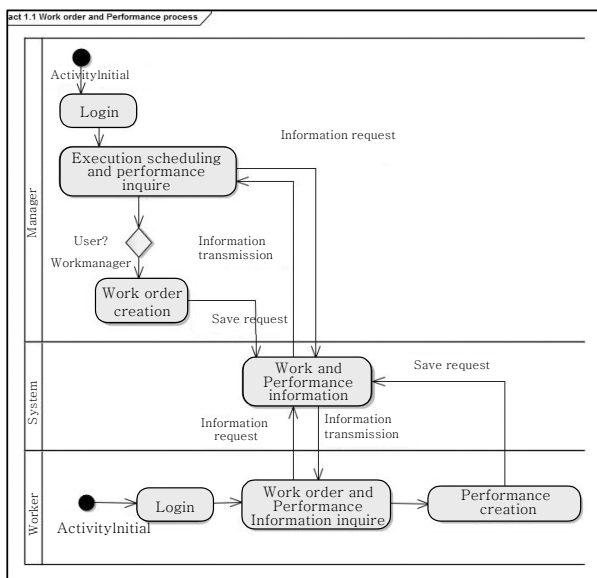 act 1.1 Work order and Performance process
Manager
ActivityInitial
Login
Information request
Execution scheduling
and performance
inquire
User?
Workmanager
Information
transmission
Work order
creation
Save request
System
Work and
Performance
information
Save request
Information
request
Information
transmission
Worker
ActivityInitial
Login
Work order and
Performance
Information inquire
Performance
creation